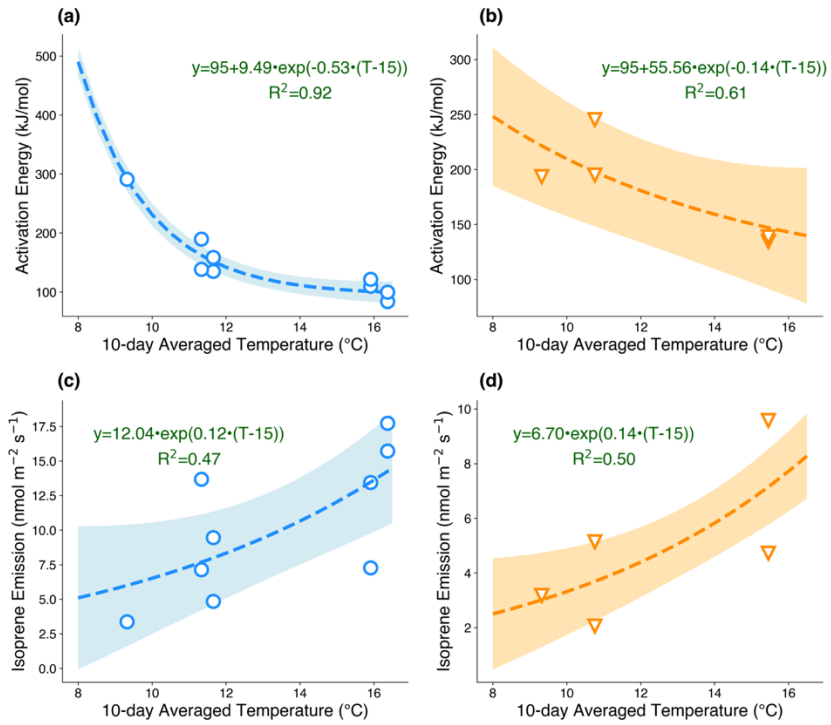 (a)
y=95+9.49•exp(-0.53•(T-15))
R²=0.92
Activation Energy (kJ/mol)
500
400
300
200
100
8 10 12 14 16
10-day Averaged Temperature (°C)
(b)
y=95+55.56•exp(-0.14•(T-15))
R²=0.61
Activation Energy (kJ/mol)
300
250
200
150
100
8 10 12 14 16
10-day Averaged Temperature (°C)
(c)
y=12.04•exp(0.12•(T-15))
R²=0.47
Isoprene Emission (nmol m⁻² s⁻¹)
17.5
15.0
12.5
10.0
7.5
5.0
2.5
0.0
8 10 12 14 16
10-day Averaged Temperature (°C)
(d)
y=6.70•exp(0.14•(T-15))
R²=0.50
Isoprene Emission (nmol m⁻² s⁻¹)
10
8
6
4
2
8 10 12 14 16
10-day Averaged Temperature (°C)